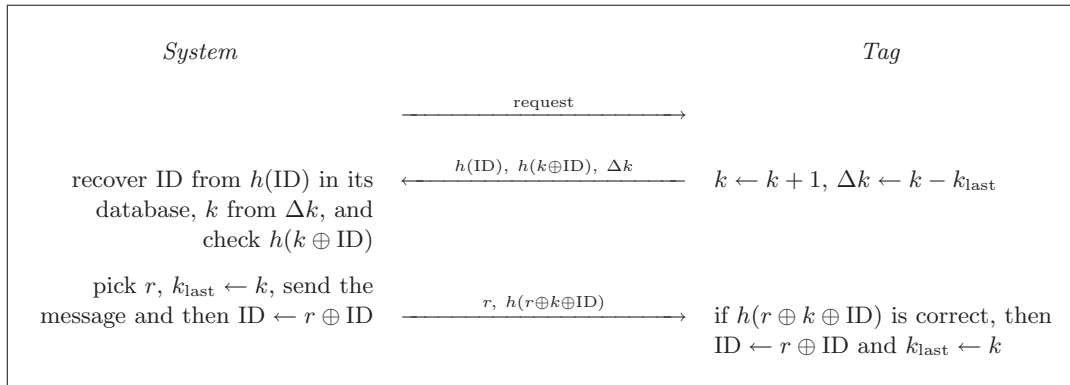 System Tag
request
h(ID), h(k⊕ID), Δk
recover ID from h(ID) in its
database, k from Δk, and
check h(k ⊕ ID)
k ← k + 1, Δk ← k − k_last
pick r, k_last ← k, send the
message and then ID ← r ⊕ ID
r, h(r⊕k⊕ID)
if h(r ⊕ k ⊕ ID) is correct, then
ID ← r ⊕ ID and k_last ← k